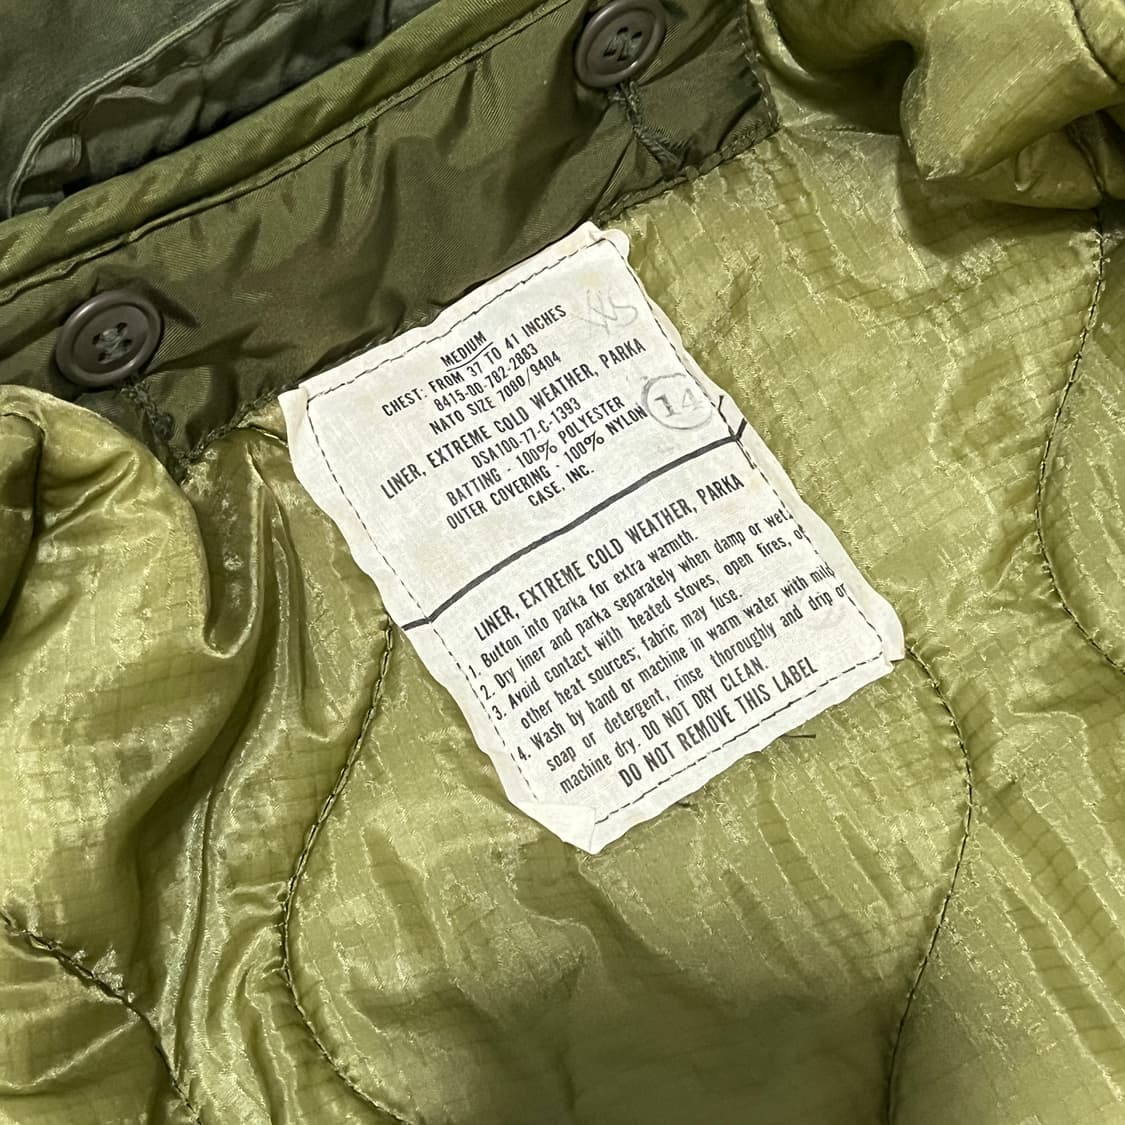 MEDIUM
CHEST: FROM 37 TO 41 INCHES
8415-00-782-2883
NATO SIZE 7080/9404
LINER, EXTREME COLD WEATHER, PARKA
DSA100-77-C-1393
BATTING - 100% POLYESTER
OUTER COVERING - 100% NYLON
CASE, INC.
14
LINER, EXTREME COLD WEATHER, PARKA
1. Button into parka for extra warmth.
2. Dry liner and parka separately when damp or wet.
3. Avoid contact with heated stoves, open fires, or
other heat sources; fabric may fuse.
4. Wash by hand or machine in warm water with mild
soap or detergent, rinse thoroughly and drip or
machine dry. DO NOT DRY CLEAN.
DO NOT REMOVE THIS LABEL